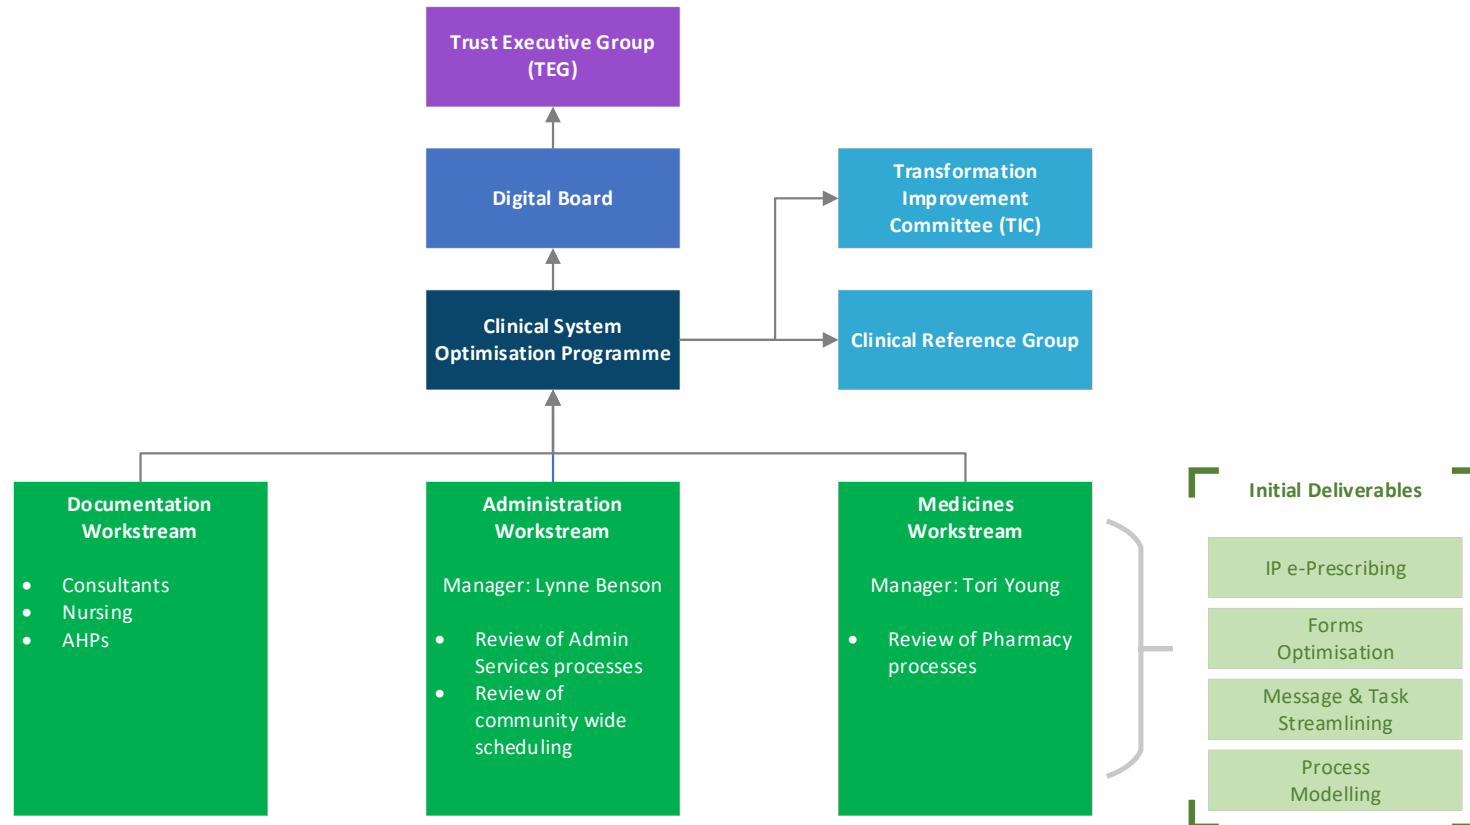 Trust Executive Group
(TEG)
Digital Board
Transformation
Improvement
Committee (TIC)
Clinical System
Optimisation Programme
Clinical Reference Group
Documentation
Workstream
• Consultants
• Nursing
• AHPs
Administration
Workstream
Manager: Lynne Benson
• Review of Admin
Services processes
• Review of
community wide
scheduling
Medicines
Workstream
Manager: Tori Young
• Review of Pharmacy
processes
Initial Deliverables
IP e-Prescribing
Forms
Optimisation
Message & Task
Streamlining
Process
Modelling